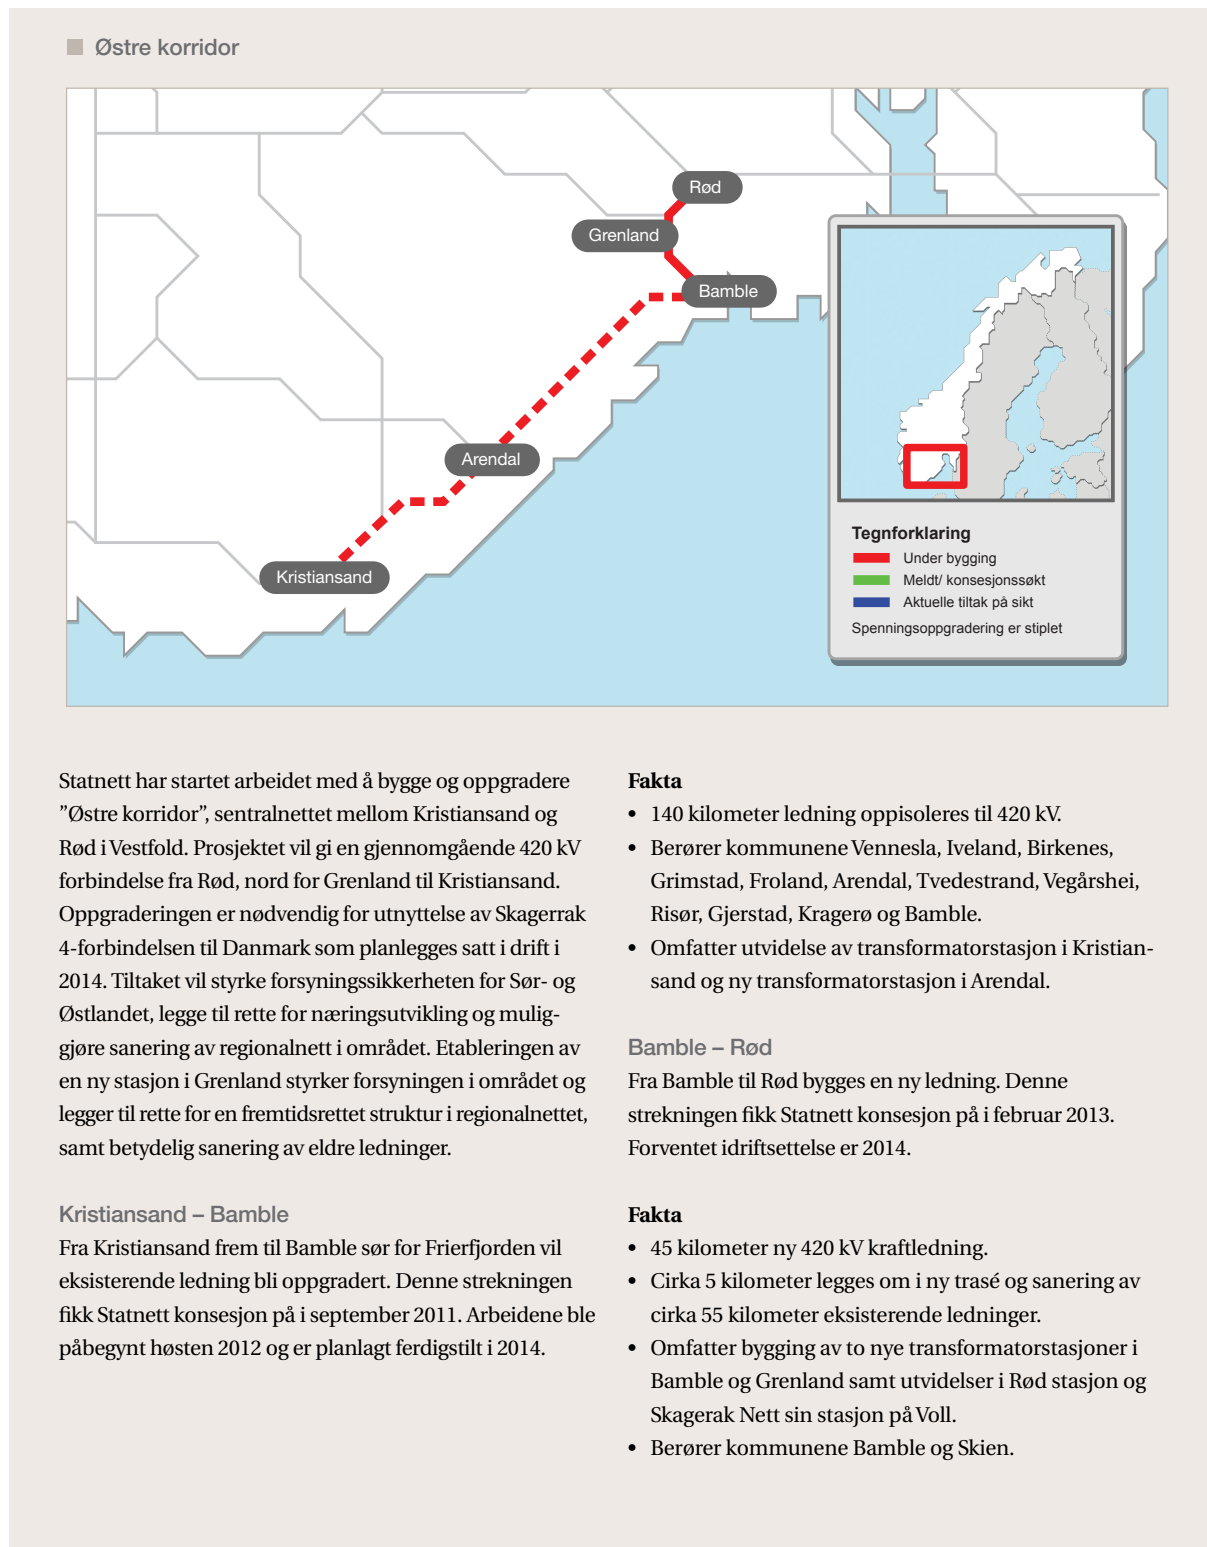 Østre korridor
Rød
Grenland
Bamble
Arendal
Kristiansand
Tegnforklaring
Under bygging
Meldt/ konsesjonssøkt
Aktuelle tiltak på sikt
Spenningsoppgradering er stiplet
Statnett har startet arbeidet med å bygge og oppgradere
”Østre korridor”, sentralnettet mellom Kristiansand og
Rød i Vestfold. Prosjektet vil gi en gjennomgående 420 kV
forbindelse fra Rød, nord for Grenland til Kristiansand.
Oppgraderingen er nødvendig for utnyttelse av Skagerrak
4-forbindelsen til Danmark som planlegges satt i drift i
2014. Tiltaket vil styrke forsyningssikkerheten for Sør- og
Østlandet, legge til rette for næringsutvikling og mulig-
gjøre sanering av regionalnett i området. Etableringen av
en ny stasjon i Grenland styrker forsyningen i området og
legger til rette for en fremtidsrettet struktur i regionalnettet,
samt betydelig sanering av eldre ledninger.
Kristiansand – Bamble
Fra Kristiansand frem til Bamble sør for Frierfjorden vil
eksisterende ledning bli oppgradert. Denne strekningen
fikk Statnett konsesjon på i september 2011. Arbeidene ble
påbegynt høsten 2012 og er planlagt ferdigstilt i 2014.
Fakta
• 140 kilometer ledning oppisoleres til 420 kV.
• Berører kommunene Vennesla, Iveland, Birkenes,
Grimstad, Froland, Arendal, Tvedestrand, Vegårshei,
Risør, Gjerstad, Kragerø og Bamble.
• Omfatter utvidelse av transformatorstasjon i Kristian-
sand og ny transformatorstasjon i Arendal.
Bamble – Rød
Fra Bamble til Rød bygges en ny ledning. Denne
strekningen fikk Statnett konsesjon på i februar 2013.
Forventet idriftsettelse er 2014.
Fakta
• 45 kilometer ny 420 kV kraftledning.
• Cirka 5 kilometer legges om i ny trasé og sanering av
cirka 55 kilometer eksisterende ledninger.
• Omfatter bygging av to nye transformatorstasjoner i
Bamble og Grenland samt utvidelser i Rød stasjon og
Skagerak Nett sin stasjon på Voll.
• Berører kommunene Bamble og Skien.